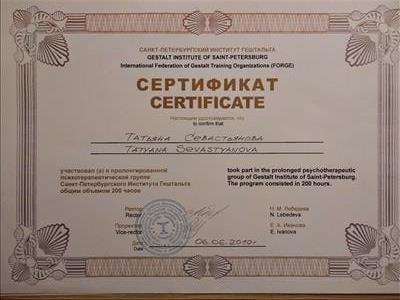 САНКТ-ПЕТЕРБУРГСКИЙ ИНСТИТУТ ГЕШТАЛЬТА
GESTALT INSTITUTE OF SAINT-PETERSBURG
International Federation of Gestalt Training Organizations (FORGE)
СЕРТИФИКАТ
CERTIFICATE
Настоящим удостоверяется, что
to confirm that
Татьяна Севастьянова
Tatyana Sevastyanova
участвовал (а) в пролонгированной
психотерапевтической группе
Санкт-Петербургского Института Гештальта
общим объемом 200 часов
took part in the prolonged psychotherapeutic
group of Gestalt Institute of Saint-Petersburg.
The program consisted in 200 hours.
Ректор
Rector
Н. М. Лебедева
N. Lebedeva
Проректор
Vice-rector
Е. А. Иванова
E. Ivanova
Дата
Date
06.06.2010г.